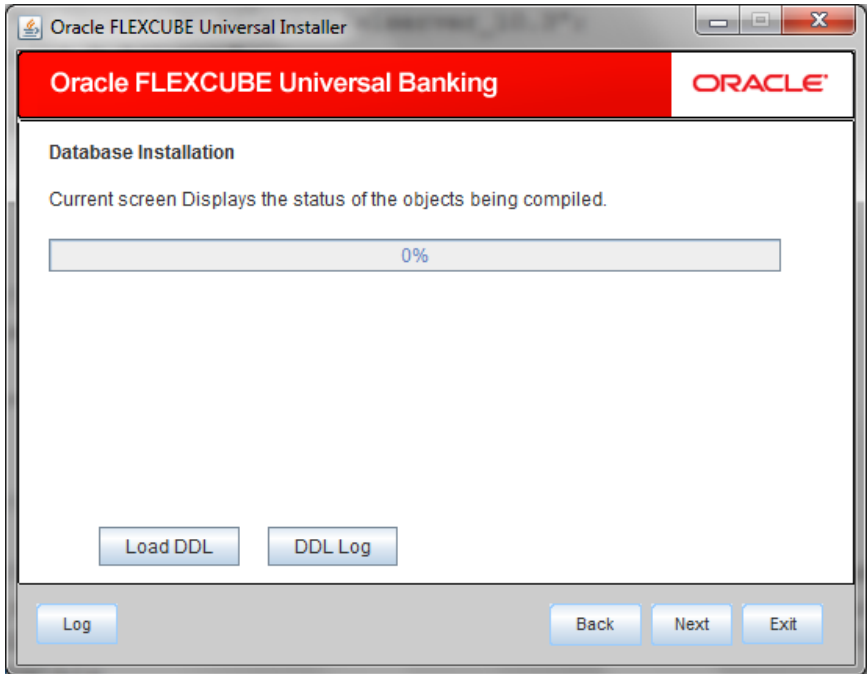 Oracle FLEXCUBE Universal Installer
Oracle FLEXCUBE Universal Banking
ORACLE
Database Installation
Current screen Displays the status of the objects being compiled.
0%
Load DDL DDL Log
Log Back Next Exit